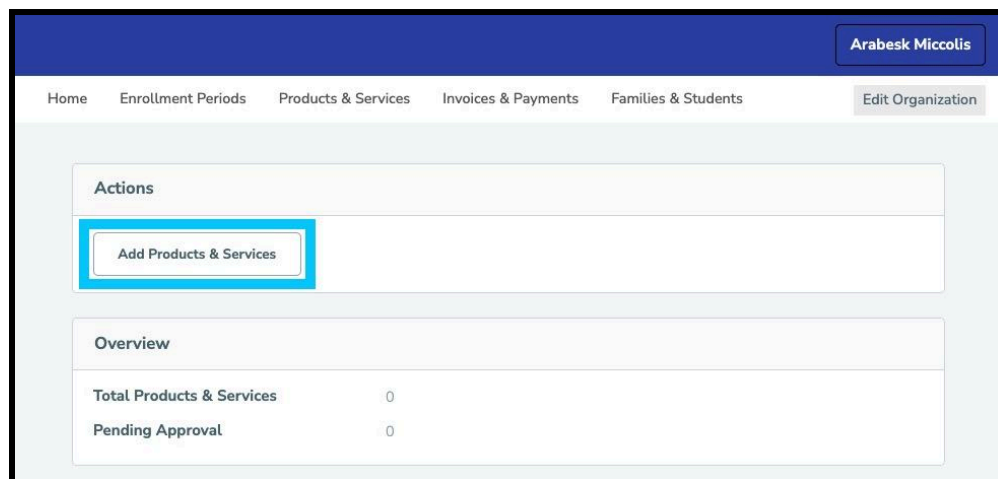 Arabesk Miccolis
Home Enrollment Periods Products & Services Invoices & Payments Families & Students Edit Organization
Actions
Add Products & Services
Overview
Total Products & Services 0
Pending Approval 0